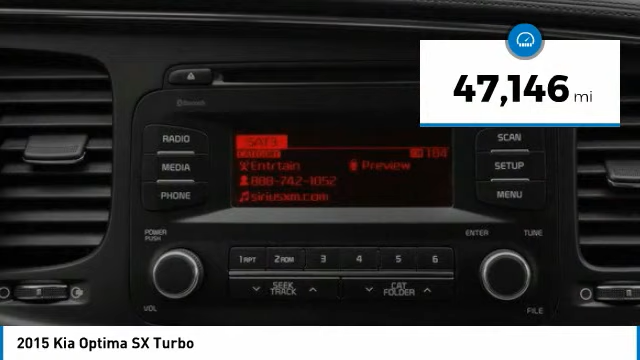 47,146 mi
Bluetooth
RADIO
MEDIA
PHONE
SCAN
SETUP
MENU
SAT3
184
Entrtain
Preview
888-742-1052
siriusxm.com
POWER
PUSH
ENTER
TUNE
1 RPT
2 RDM
3
4
5
6
SEEK
TRACK
CAT
FOLDER
VOL
FILE
2015 Kia Optima SX Turbo